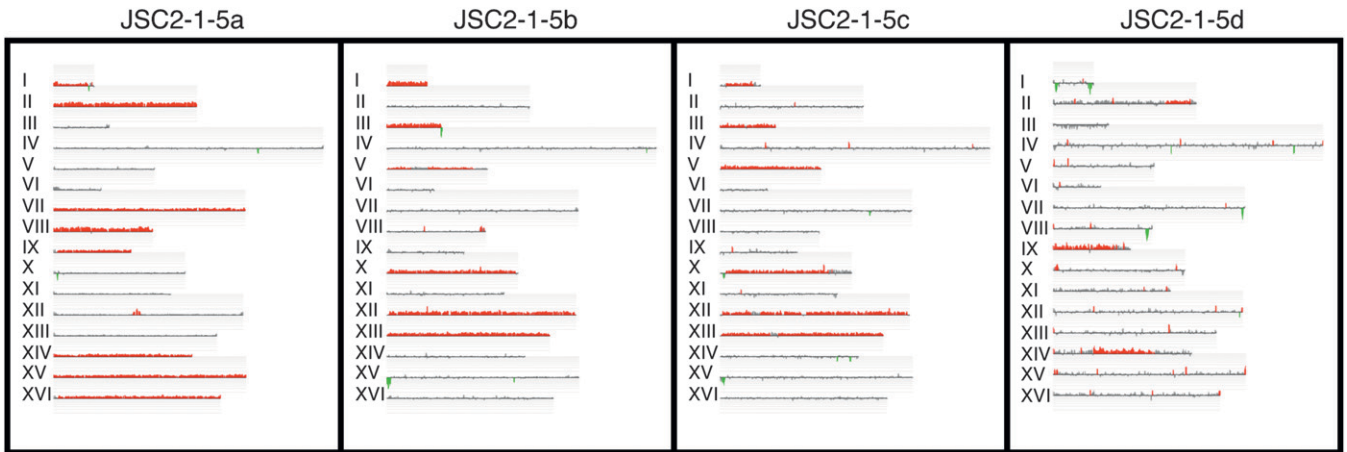 JSC2-1-5a JSC2-1-5b JSC2-1-5c JSC2-1-5d
I I I I
II II II II
III III III III
IV IV IV IV
V V V V
VI VI VI VI
VII VII VII VII
VIII VIII VIII VIII
IX IX IX IX
X X X X
XI XI XI XI
XII XII XII XII
XIII XIII XIII XIII
XIV XIV XIV XIV
XV XV XV XV
XVI XVI XVI XVI